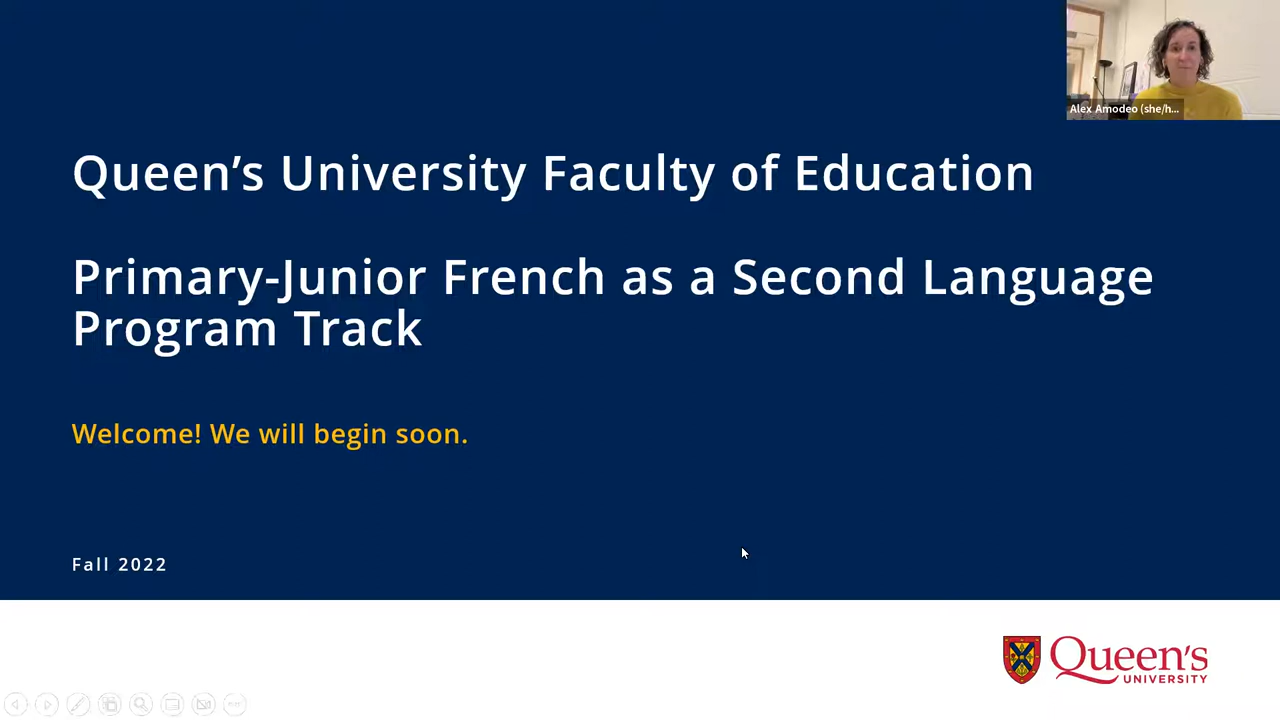 Alex Amodeo (she/h...
Queen's University Faculty of Education
Primary-Junior French as a Second Language
Program Track
Welcome! We will begin soon.
Fall 2022
Queen's
UNIVERSITY